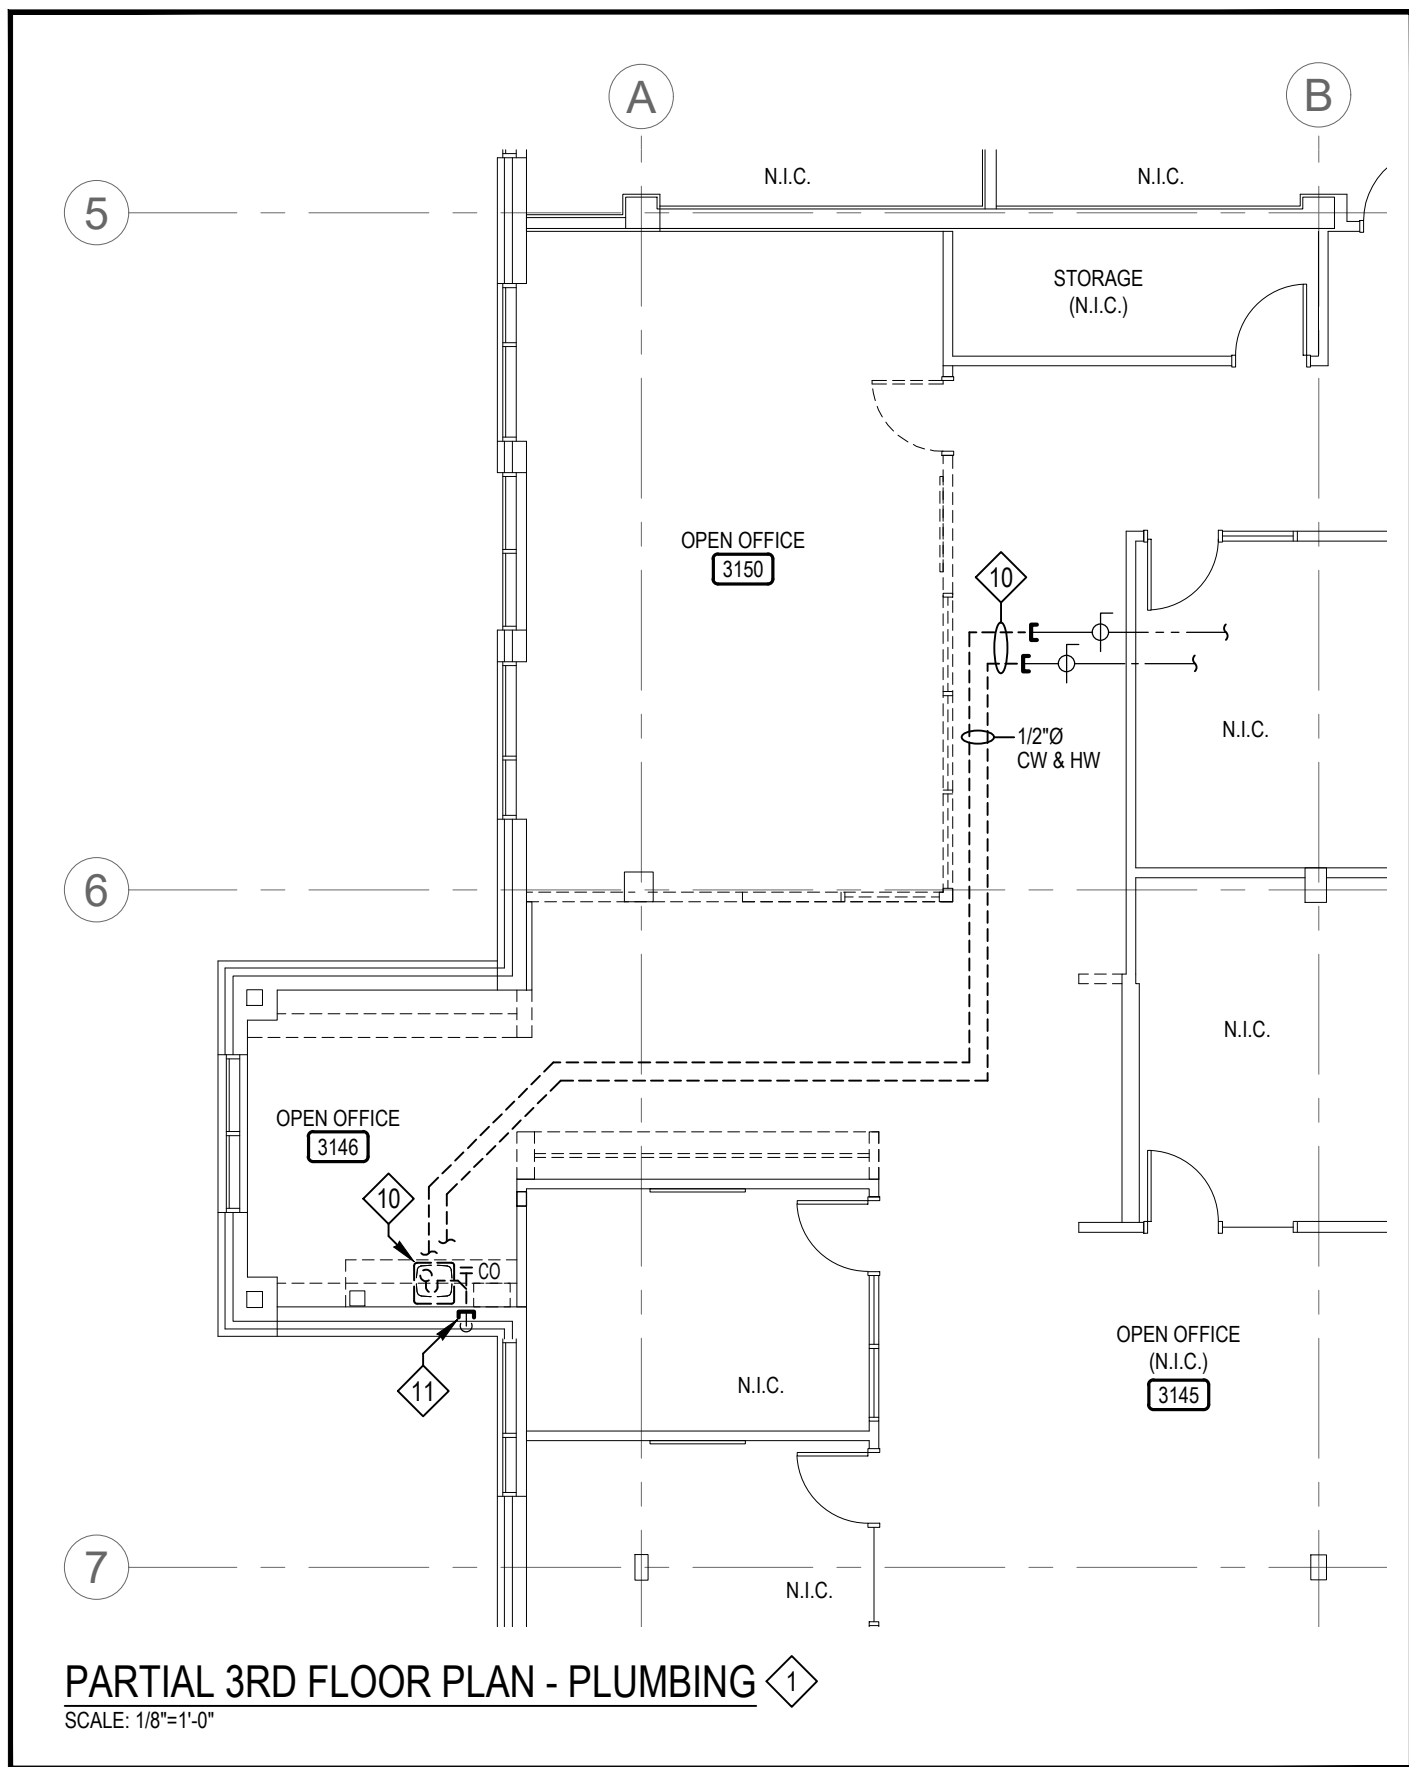 A
B
N.I.C.
N.I.C.
5
STORAGE
(N.I.C.)
OPEN OFFICE
3150
10
1/2"Ø
CW & HW
N.I.C.
6
N.I.C.
OPEN OFFICE
3146
10
CO
11
N.I.C.
OPEN OFFICE
(N.I.C.)
3145
7
N.I.C.
PARTIAL 3RD FLOOR PLAN - PLUMBING 1
SCALE: 1/8"=1'-0"